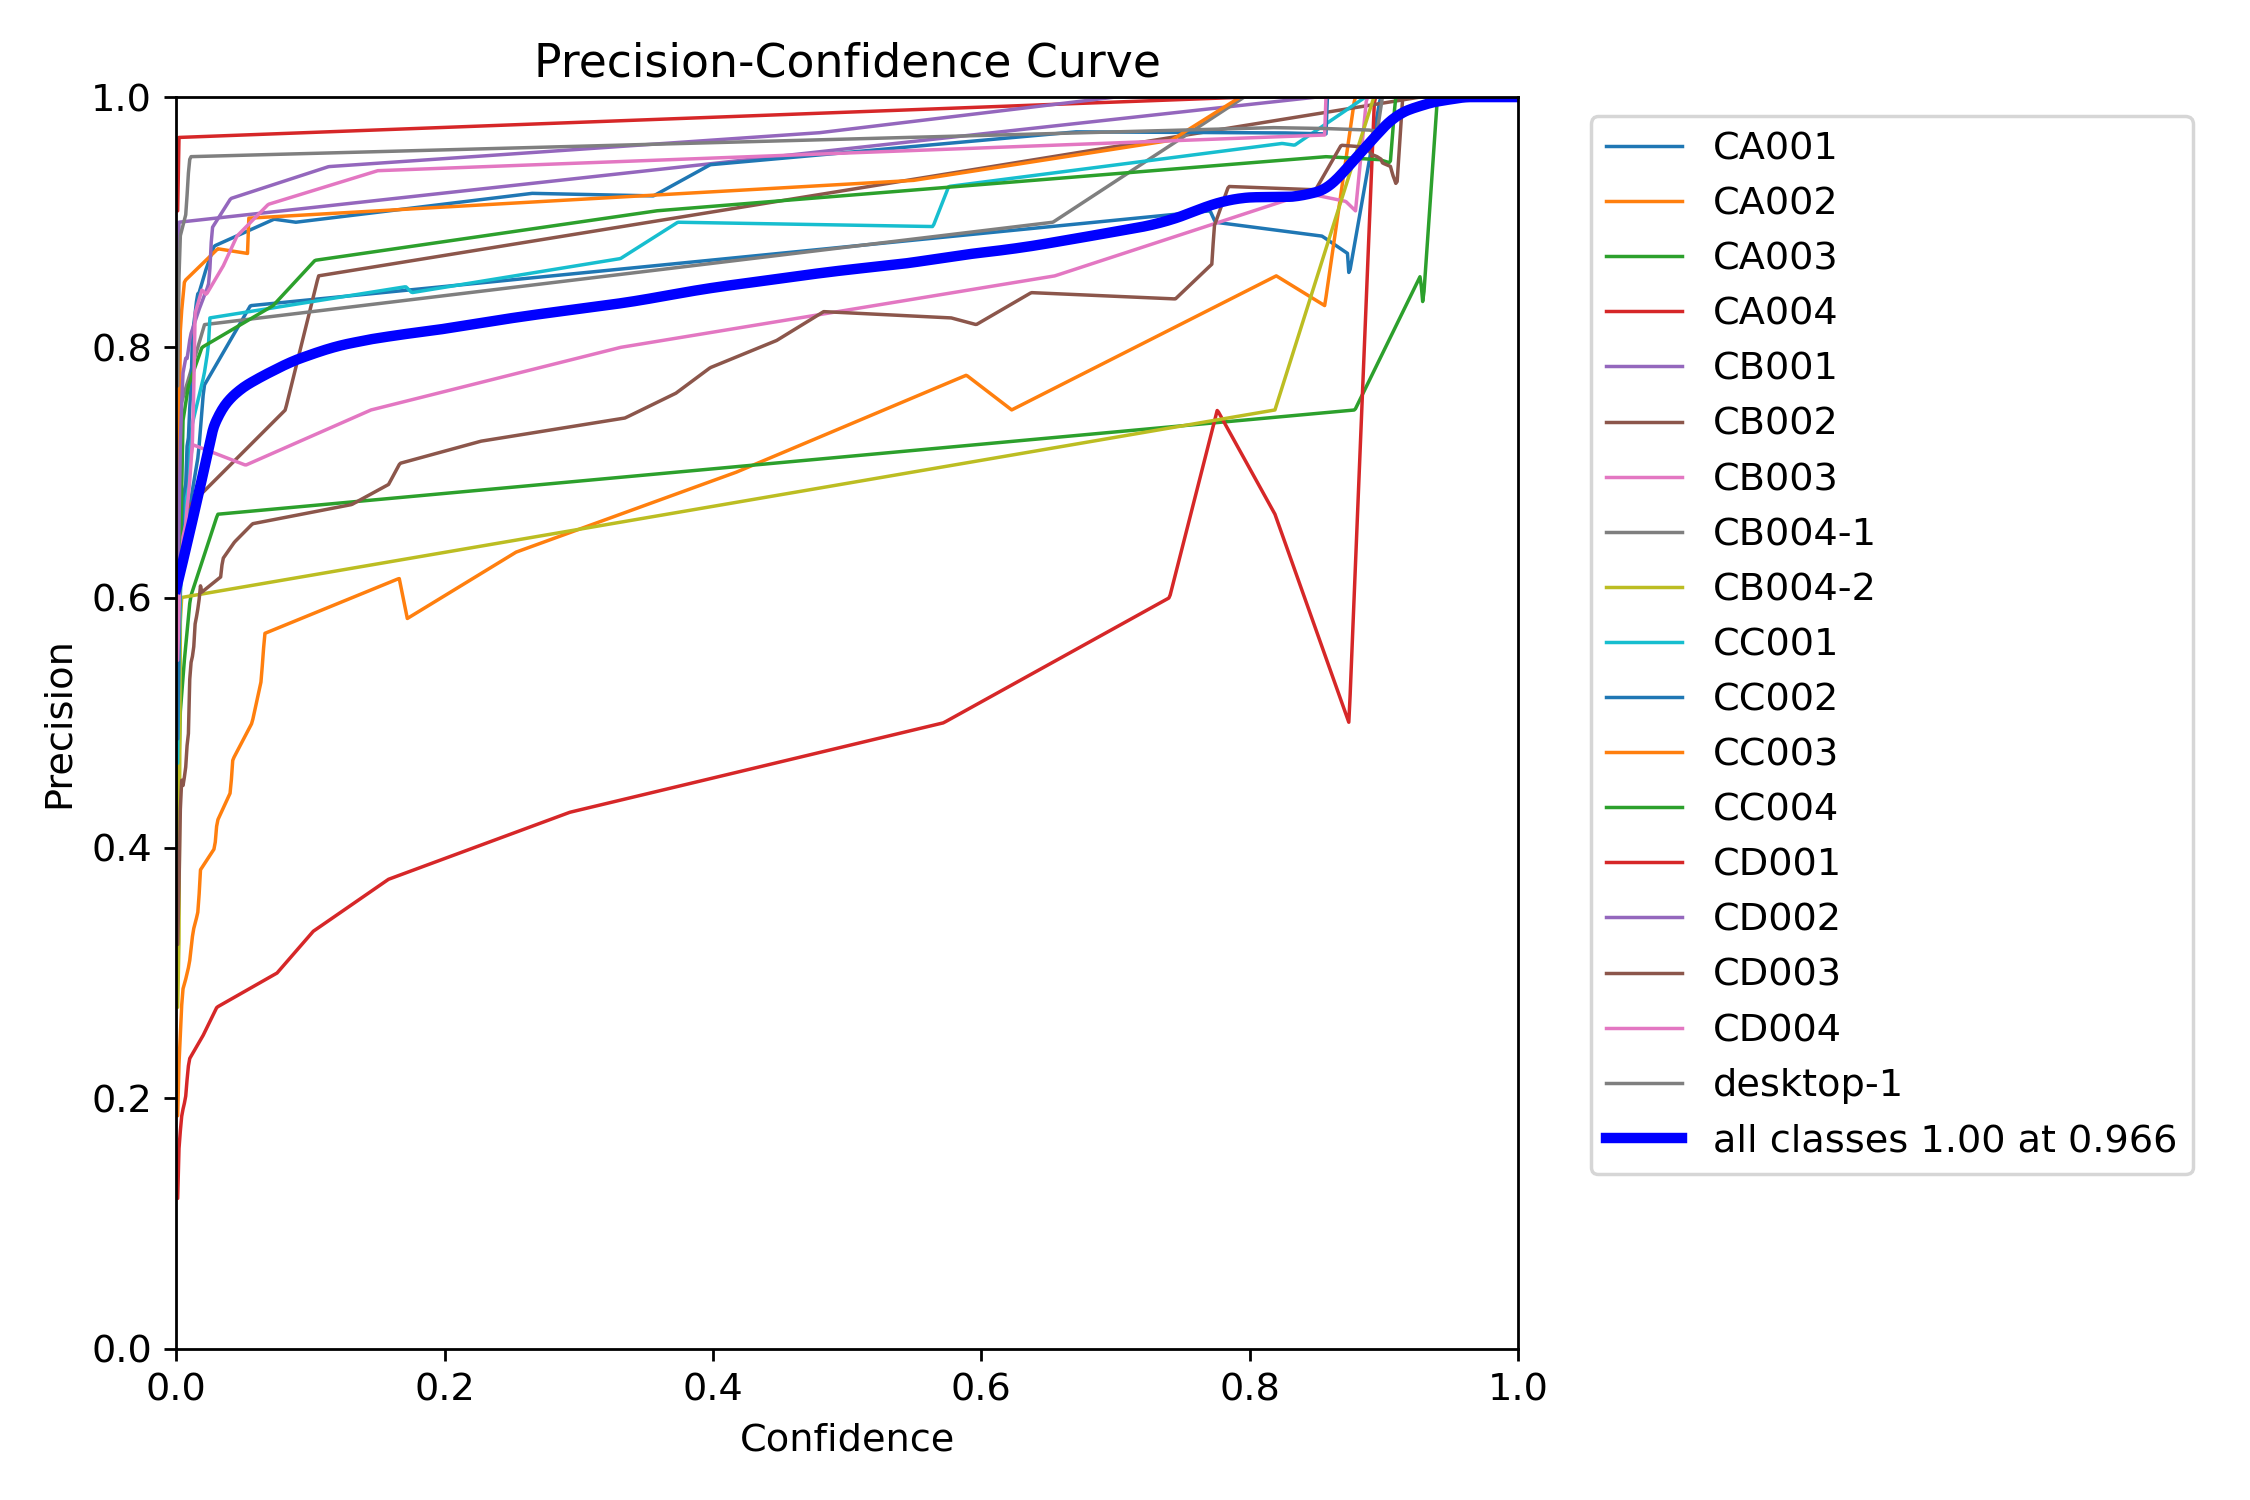 Precision-Confidence Curve
1.0
0.8
0.6
0.4
0.2
0.0
Precision
0.0 0.2 0.4 0.6 0.8 1.0
Confidence
CA001
CA002
CA003
CA004
CB001
CB002
CB003
CB004-1
CB004-2
CC001
CC002
CC003
CC004
CD001
CD002
CD003
CD004
desktop-1
all classes 1.00 at 0.966